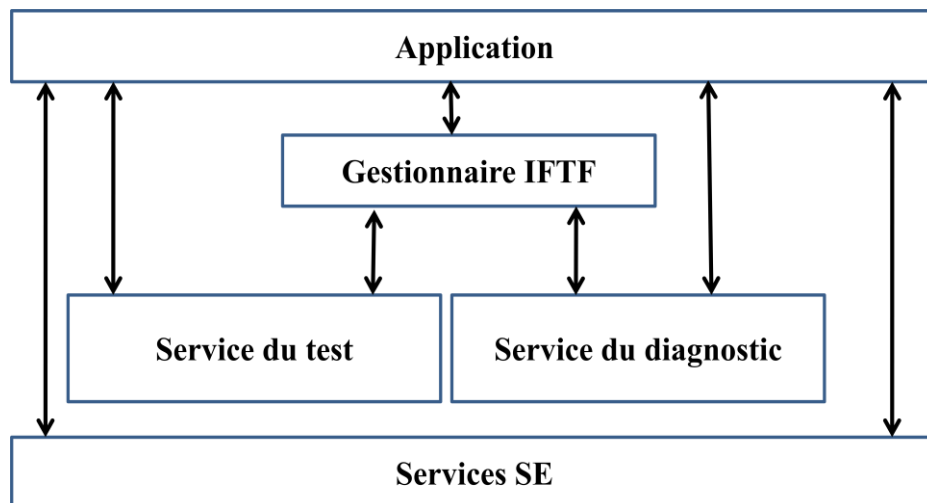 Application
Gestionnaire IFTF
Service du test
Service du diagnostic
Services SE